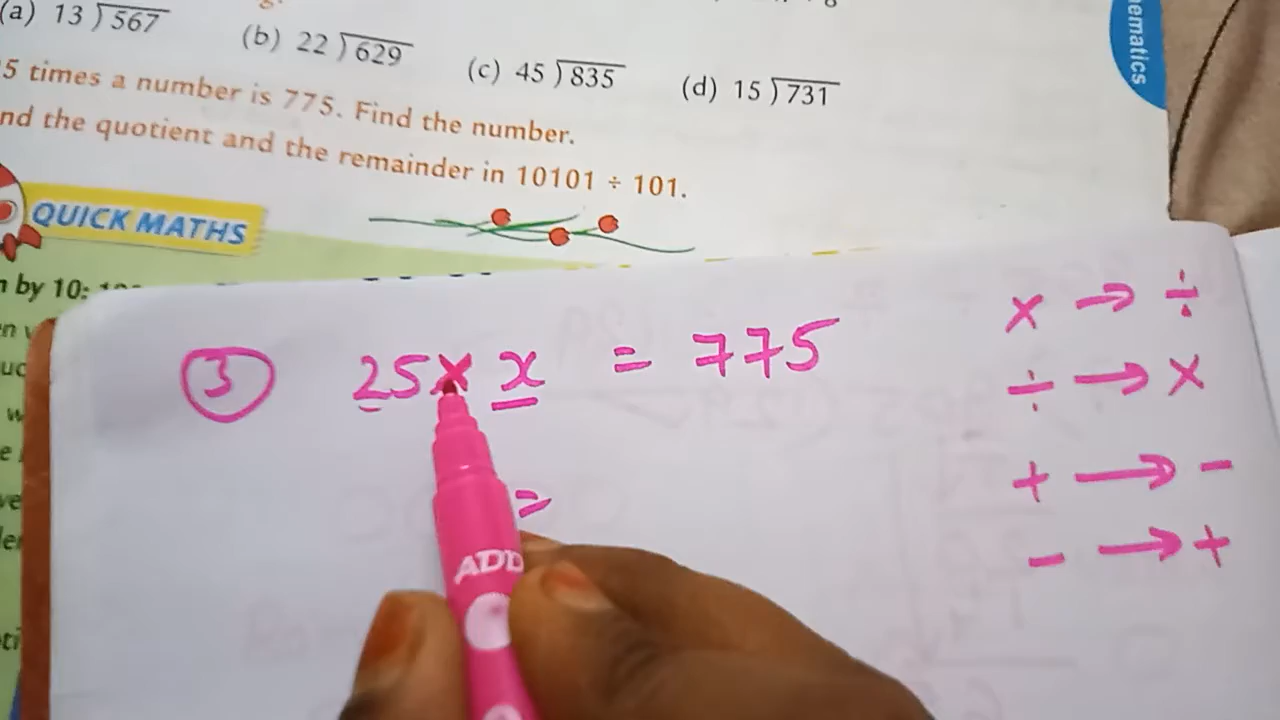 (a) 13 ) 567 (b) 22 ) 629 (c) 45 ) 835 (d) 15 ) 731
5 times a number is 775. Find the number.
nd the quotient and the remainder in 10101 ÷ 101.
ematics
QUICK MATHS
by 10:
3 25 × x = 775
=
× → ÷
÷ → ×
+ → -
- → +
ADD